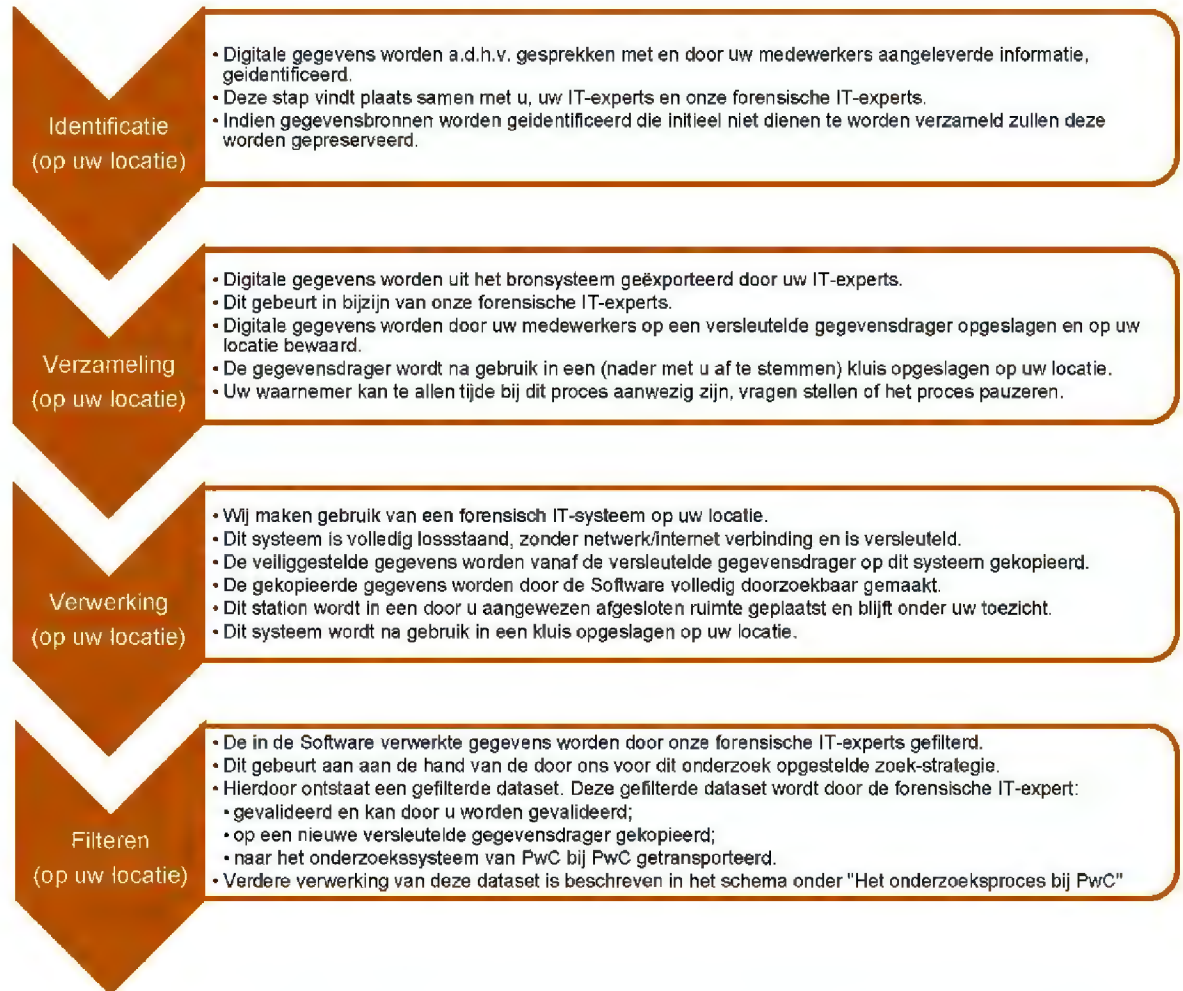 Identificatie
(op uw locatie)
• Digitale gegevens worden a.d.h.v. gesprekken met en door uw medewerkers aangeleverde informatie,
geidentificeerd.
• Deze stap vindt plaats samen met u, uw IT-experts en onze forensische IT-experts.
• Indien gegevensbronnen worden geidentificeerd die initieel niet dienen te worden verzameld zullen deze
worden gepreserveerd.
Verzameling
(op uw locatie)
• Digitale gegevens worden uit het bronsysteem geëxporteerd door uw IT-experts.
• Dit gebeurt in bijzijn van onze forensische IT-experts.
• Digitale gegevens worden door uw medewerkers op een versleutelde gegevensdrager opgeslagen en op uw
locatie bewaard.
• De gegevensdrager wordt na gebruik in een (nader met u af te stemmen) kluis opgeslagen op uw locatie.
• Uw waarnemer kan te allen tijde bij dit proces aanwezig zijn, vragen stellen of het proces pauzeren.
Verwerking
(op uw locatie)
• Wij maken gebruik van een forensisch IT-systeem op uw locatie.
• Dit systeem is volledig lossstaand, zonder netwerk/internet verbinding en is versleuteld.
• De veiliggestelde gegevens worden vanaf de versleutelde gegevensdrager op dit systeem gekopieerd.
• De gekopieerde gegevens worden door de Software volledig doorzoekbaar gemaakt.
• Dit station wordt in een door u aangewezen afgesloten ruimte geplaatst en blijft onder uw toezicht.
• Dit systeem wordt na gebruik in een kluis opgeslagen op uw locatie.
Filteren
(op uw locatie)
• De in de Software verwerkte gegevens worden door onze forensische IT-experts gefilterd.
• Dit gebeurt aan aan de hand van de door ons voor dit onderzoek opgestelde zoek-strategie.
• Hierdoor ontstaat een gefilterde dataset. Deze gefilterde dataset wordt door de forensische IT-expert:
• gevalideerd en kan door u worden gevalideerd;
• op een nieuwe versleutelde gegevensdrager gekopieerd;
• naar het onderzoekssysteem van PwC bij PwC getransporteerd.
• Verdere verwerking van deze dataset is beschreven in het schema onder "Het onderzoeksproces bij PwC"